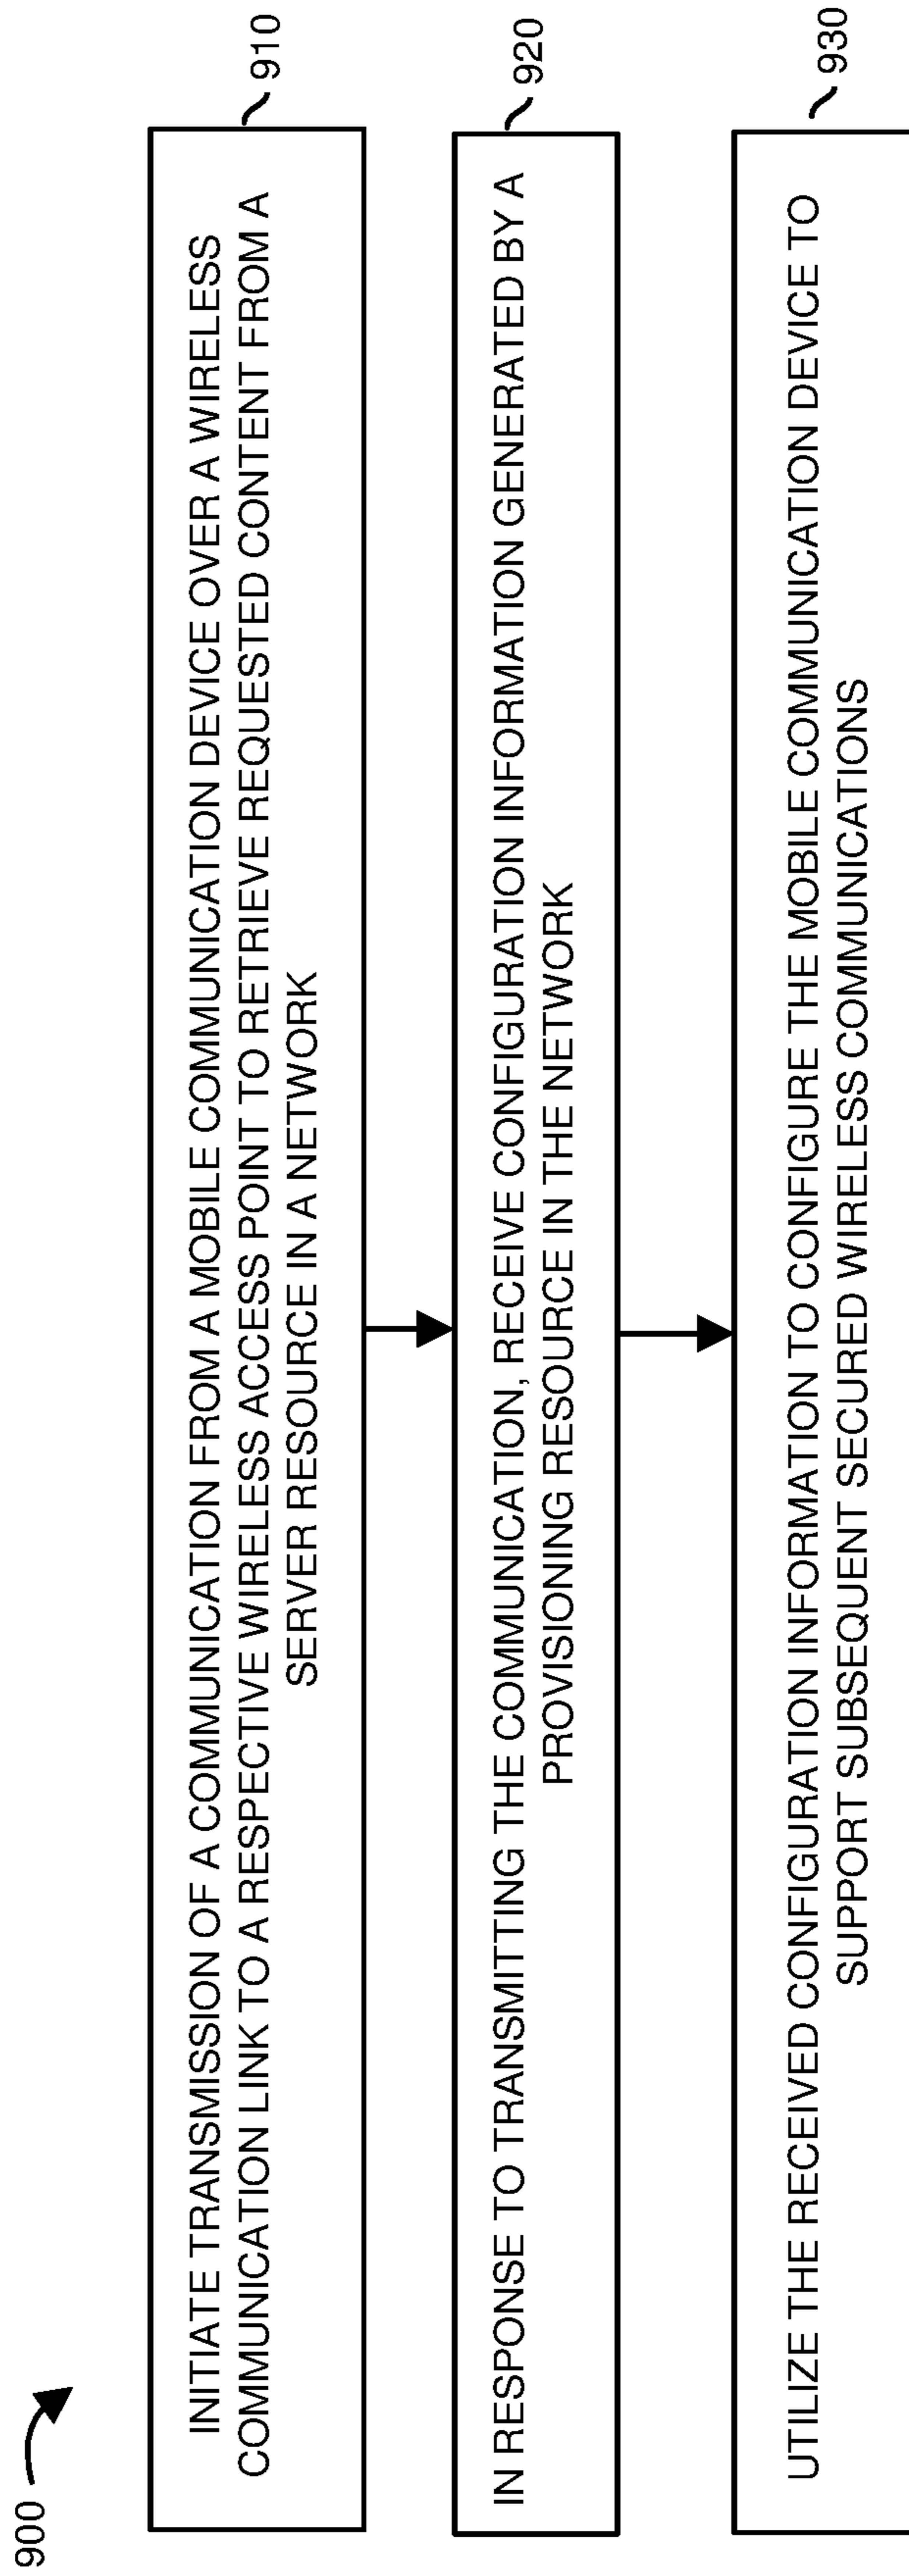 900
INITIATE TRANSMISSION OF A COMMUNICATION FROM A MOBILE COMMUNICATION DEVICE OVER A WIRELESS
COMMUNICATION LINK TO A RESPECTIVE WIRELESS ACCESS POINT TO RETRIEVE REQUESTED CONTENT FROM A
SERVER RESOURCE IN A NETWORK
910
IN RESPONSE TO TRANSMITTING THE COMMUNICATION, RECEIVE CONFIGURATION INFORMATION GENERATED BY A
PROVISIONING RESOURCE IN THE NETWORK
920
UTILIZE THE RECEIVED CONFIGURATION INFORMATION TO CONFIGURE THE MOBILE COMMUNICATION DEVICE TO
SUPPORT SUBSEQUENT SECURED WIRELESS COMMUNICATIONS
930